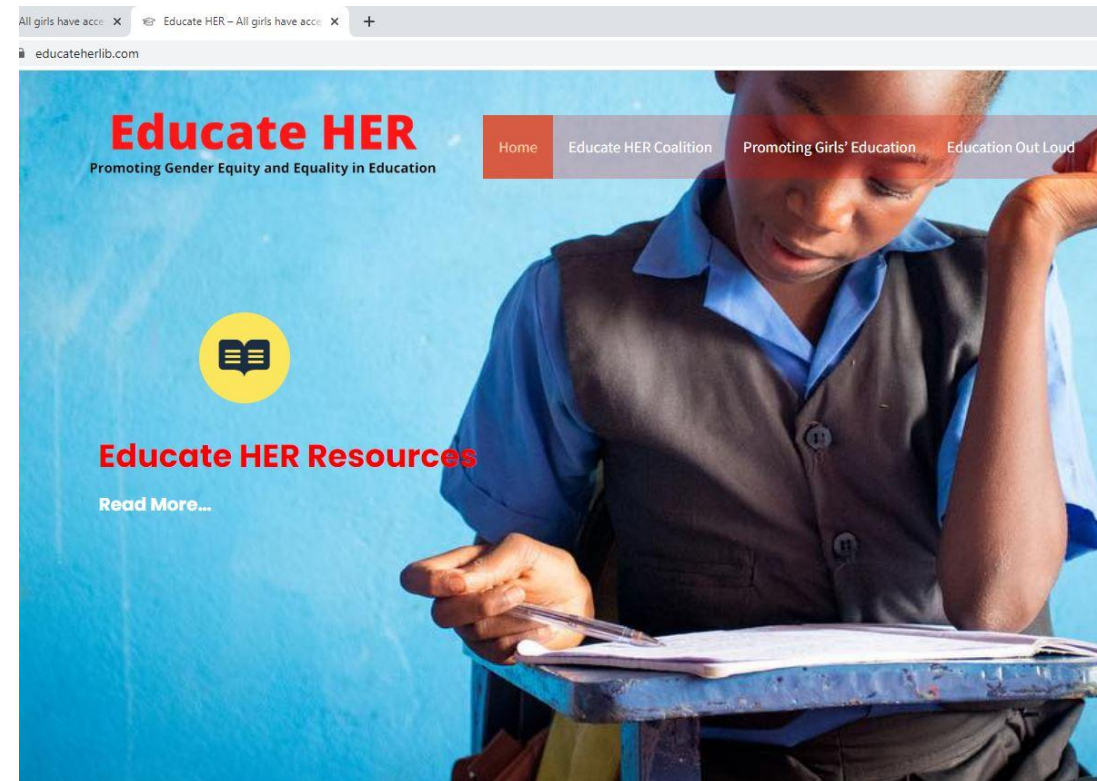 All girls have acce
Educate HER – All girls have acce
educateherlib.com
Educate HER
Promoting Gender Equity and Equality in Education
Home Educate HER Coalition Promoting Girls' Education Education Out Loud
Educate HER Resources
Read More...